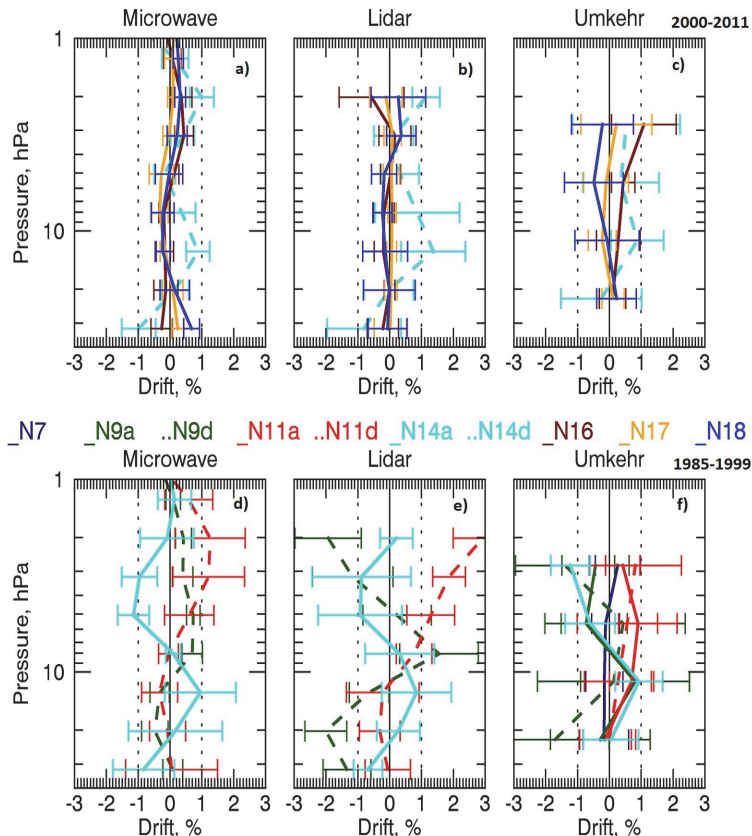 Microwave Lidar Umkehr 2000-2011
a) b) c)
1
10
Pressure, hPa
-3 -2 -1 0 1 2 3 -3 -2 -1 0 1 2 3 -3 -2 -1 0 1 2 3
Drift, % Drift, % Drift, %
_N7 _N9a ..N9d _N11a ..N11d _N14a ..N14d _N16 _N17 _N18
Microwave Lidar Umkehr 1985-1999
d) e) f)
1
10
Pressure, hPa
-3 -2 -1 0 1 2 3 -3 -2 -1 0 1 2 3 -3 -2 -1 0 1 2 3
Drift, % Drift, % Drift, %